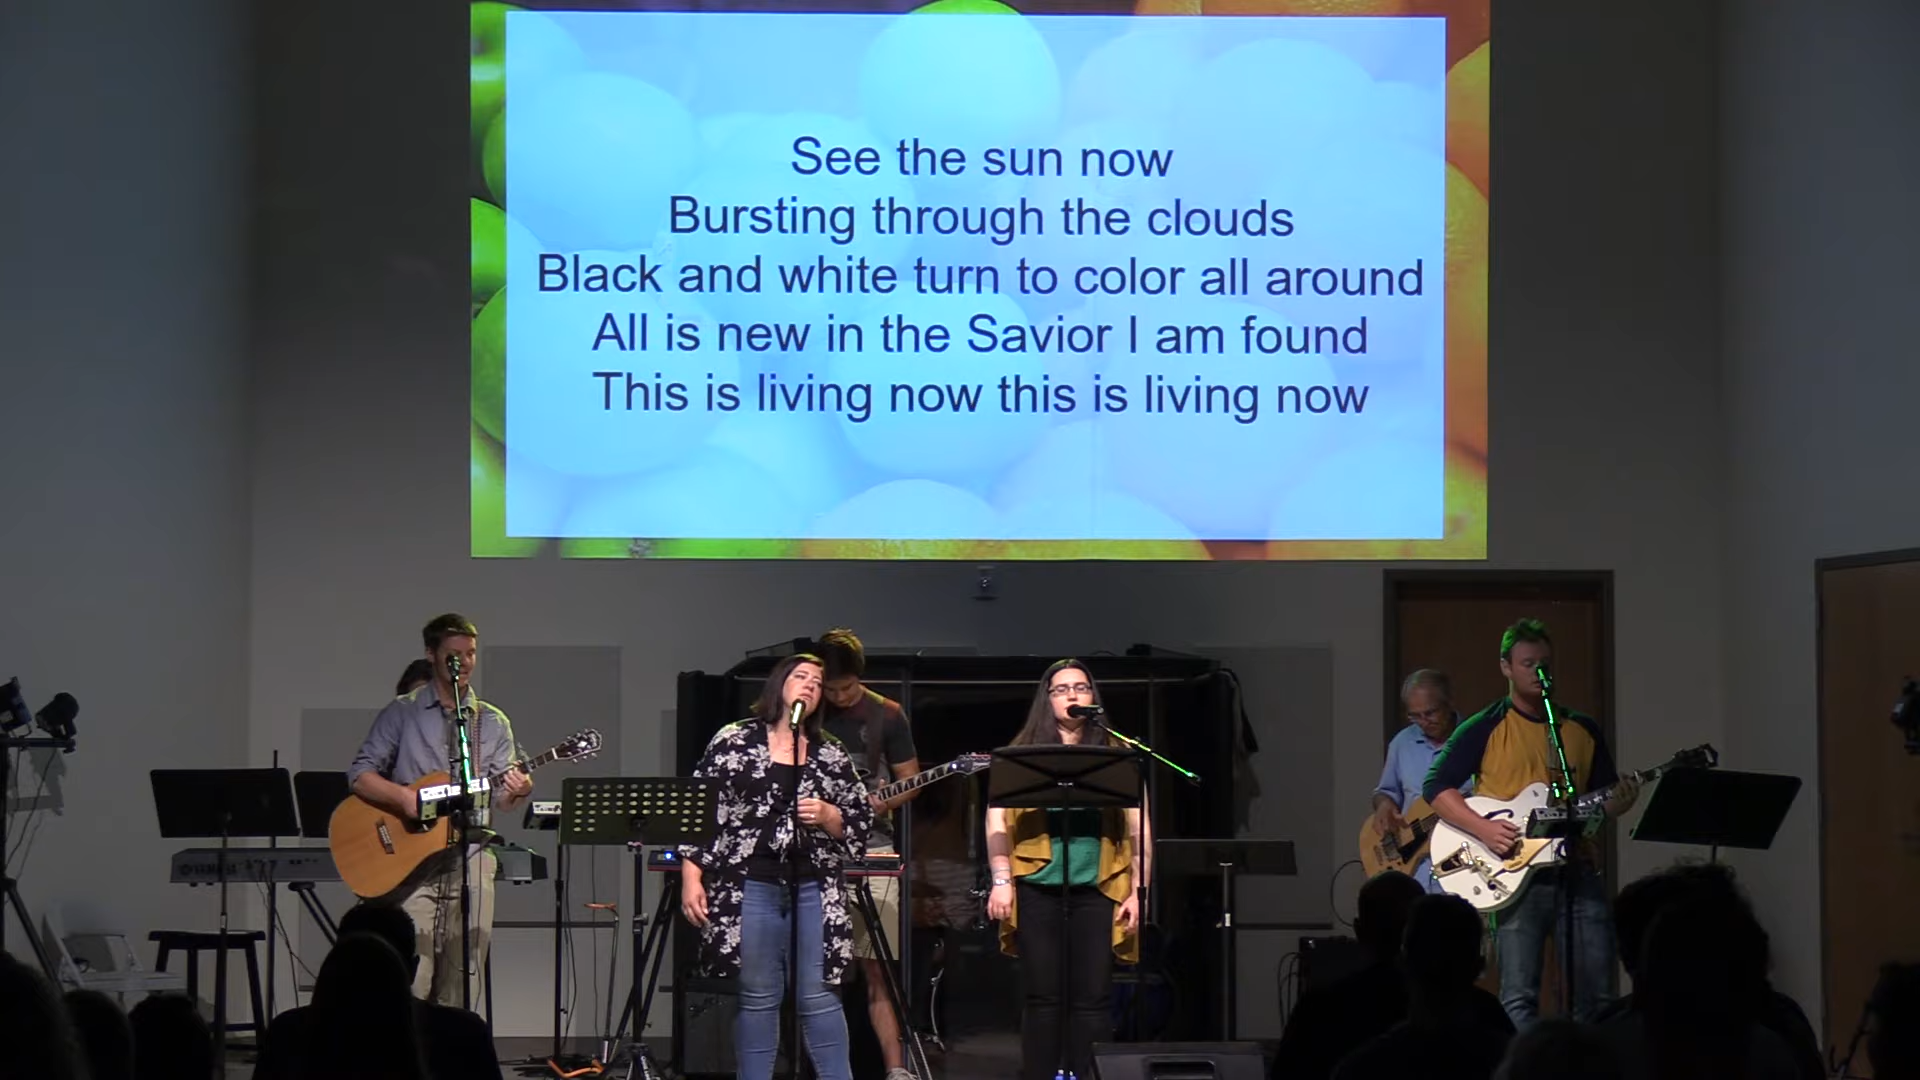 See the sun now
Bursting through the clouds
Black and white turn to color all around
All is new in the Savior I am found
This is living now this is living now
YAMAHA